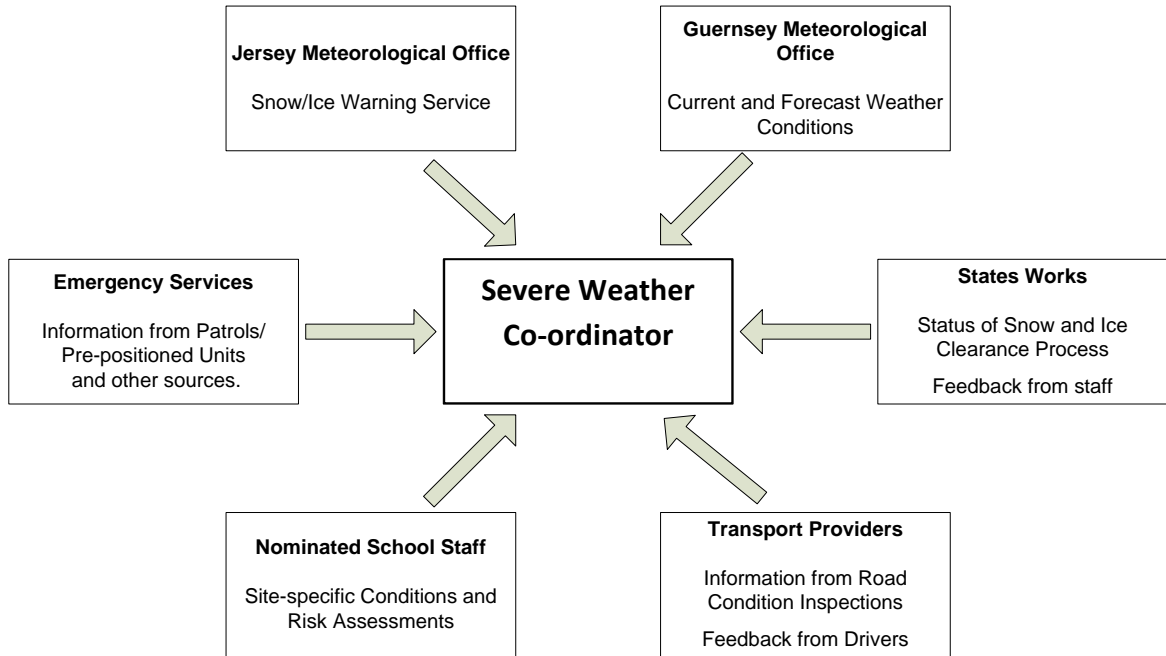 Jersey Meteorological Office
Snow/Ice Warning Service
Guernsey Meteorological
Office
Current and Forecast Weather
Conditions
Emergency Services
Information from Patrols/
Pre-positioned Units
and other sources.
Severe Weather
Co-ordinator
States Works
Status of Snow and Ice
Clearance Process
Feedback from staff
Nominated School Staff
Site-specific Conditions and
Risk Assessments
Transport Providers
Information from Road
Condition Inspections
Feedback from Drivers